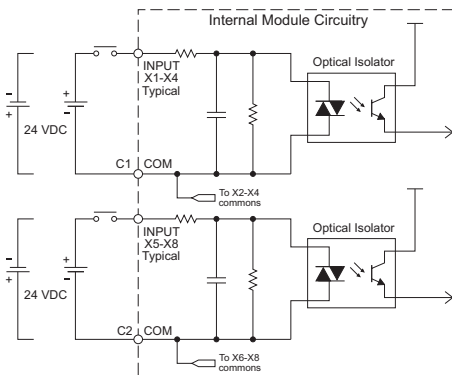 Internal Module Circuitry
INPUT
X1-X4
Typical
Optical Isolator
-
+
+
-
24 VDC
C1
COM
To X2-X4
commons
INPUT
X5-X8
Typical
Optical Isolator
-
+
+
-
24 VDC
C2
COM
To X6-X8
commons